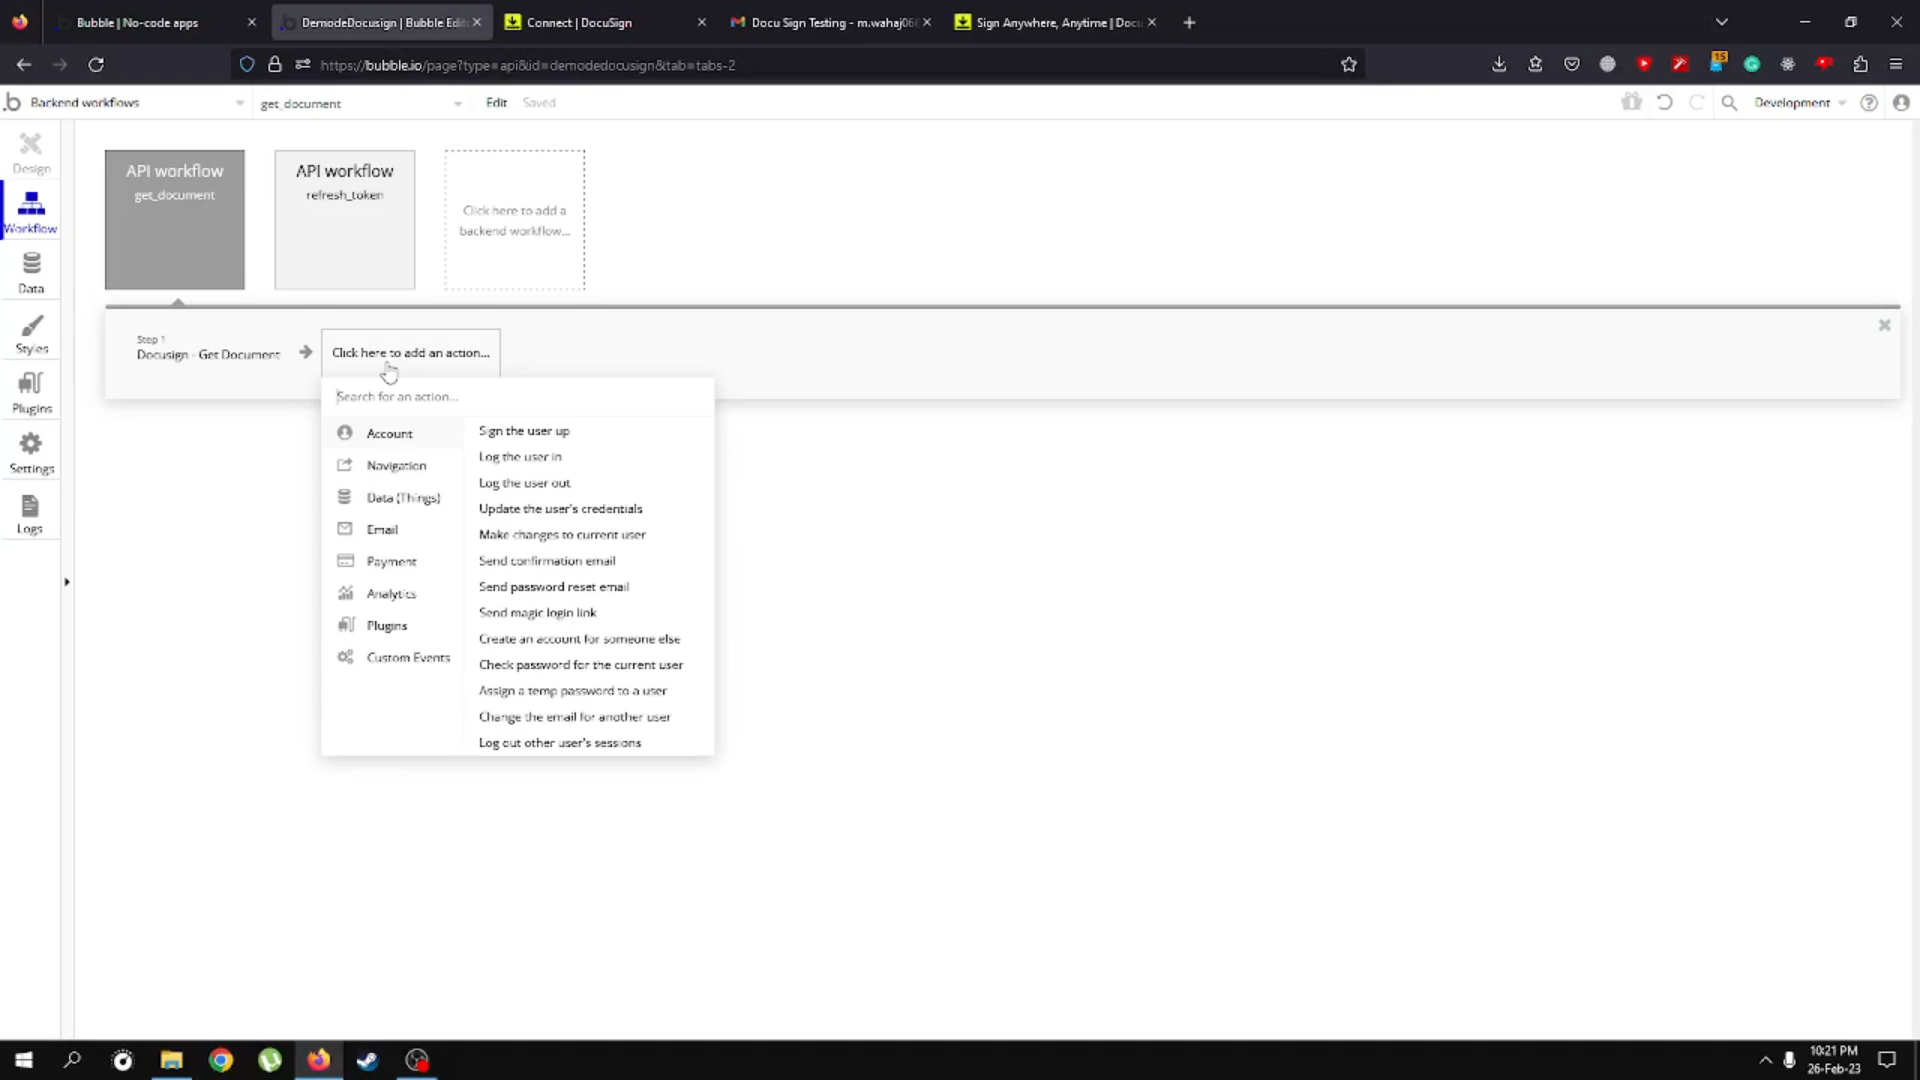 Bubble | No-code apps
DemodeDocusign | Bubble Edit
Connect | DocuSign
Docu Sign Testing - m.wahaj06
Sign Anywhere, Anytime | Docu
https://bubble.io/page?type=api&id=demodedocusign&tab=tabs-2
15
Backend workflows
get_document
Edit
Saved
Development
Design
Workflow
Data
Styles
Plugins
Settings
Logs
API workflow
get_document
API workflow
refresh_token
Click here to add a
backend workflow...
Step 1
Docusign - Get Document
Click here to add an action...
Search for an action...
Account
Navigation
Data (Things)
Email
Payment
Analytics
Plugins
Custom Events
Sign the user up
Log the user in
Log the user out
Update the user's credentials
Make changes to current user
Send confirmation email
Send password reset email
Send magic login link
Create an account for someone else
Check password for the current user
Assign a temp password to a user
Change the email for another user
Log out other user's sessions
10:21 PM
26-Feb-23